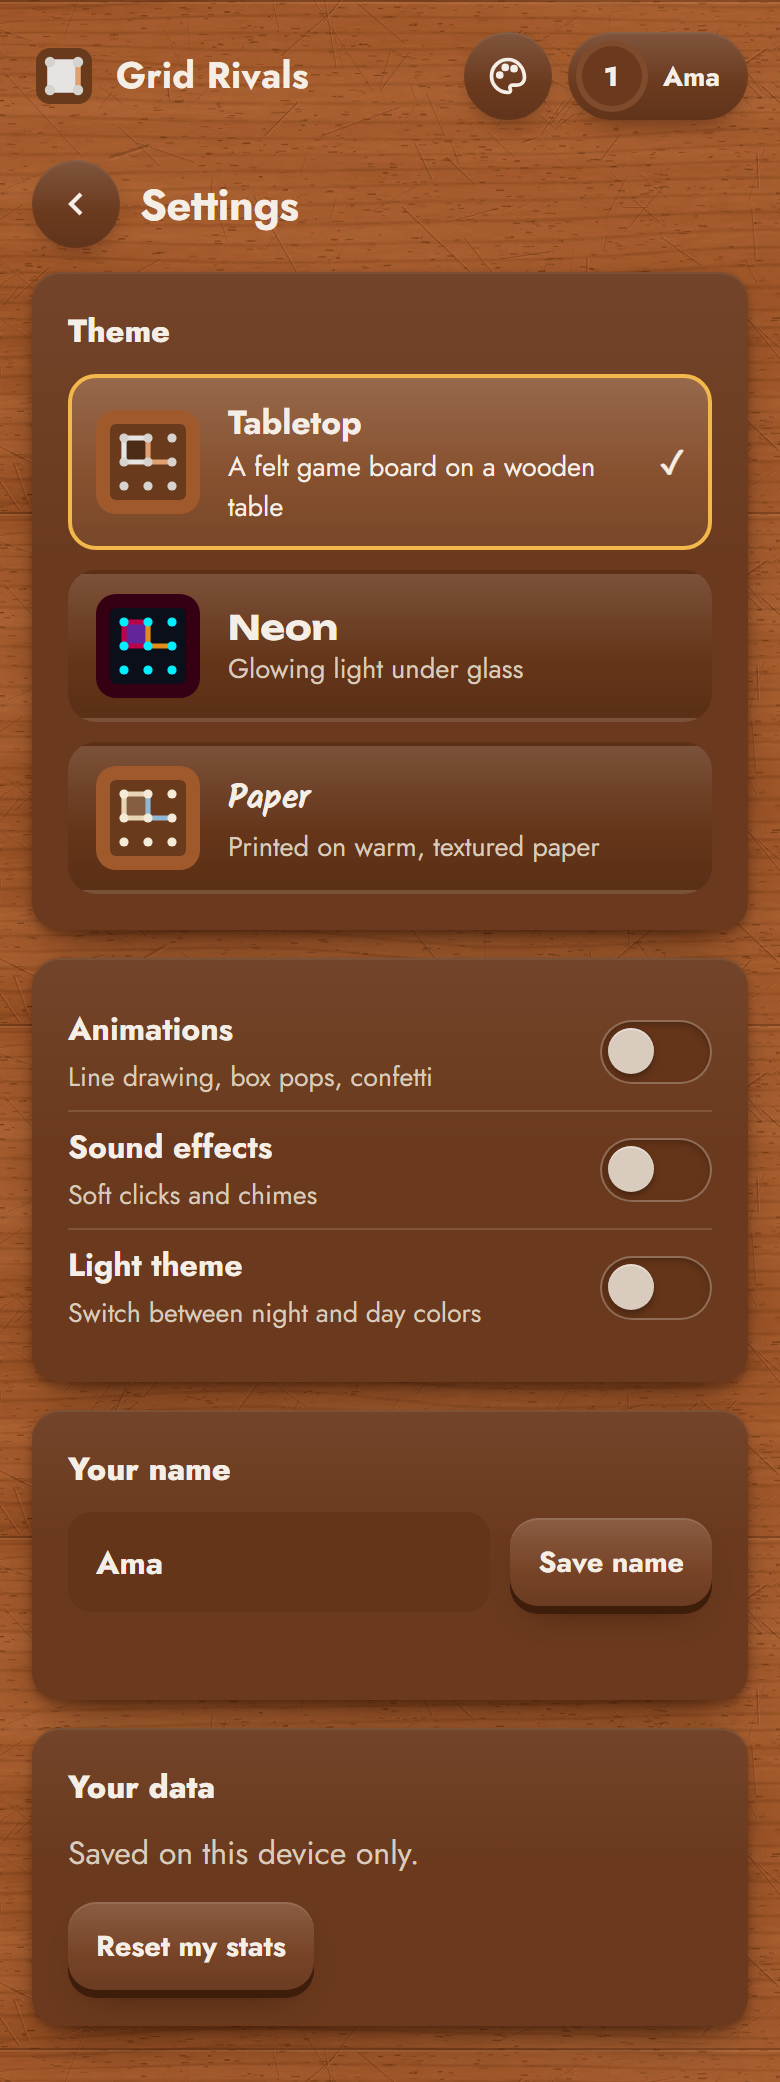 Grid Rivals
1 Ama
Settings
Theme
Tabletop
A felt game board on a wooden
table
✓
Neon
Glowing light under glass
Paper
Printed on warm, textured paper
Animations
Line drawing, box pops, confetti
Sound effects
Soft clicks and chimes
Light theme
Switch between night and day colors
Your name
Ama
Save name
Your data
Saved on this device only.
Reset my stats